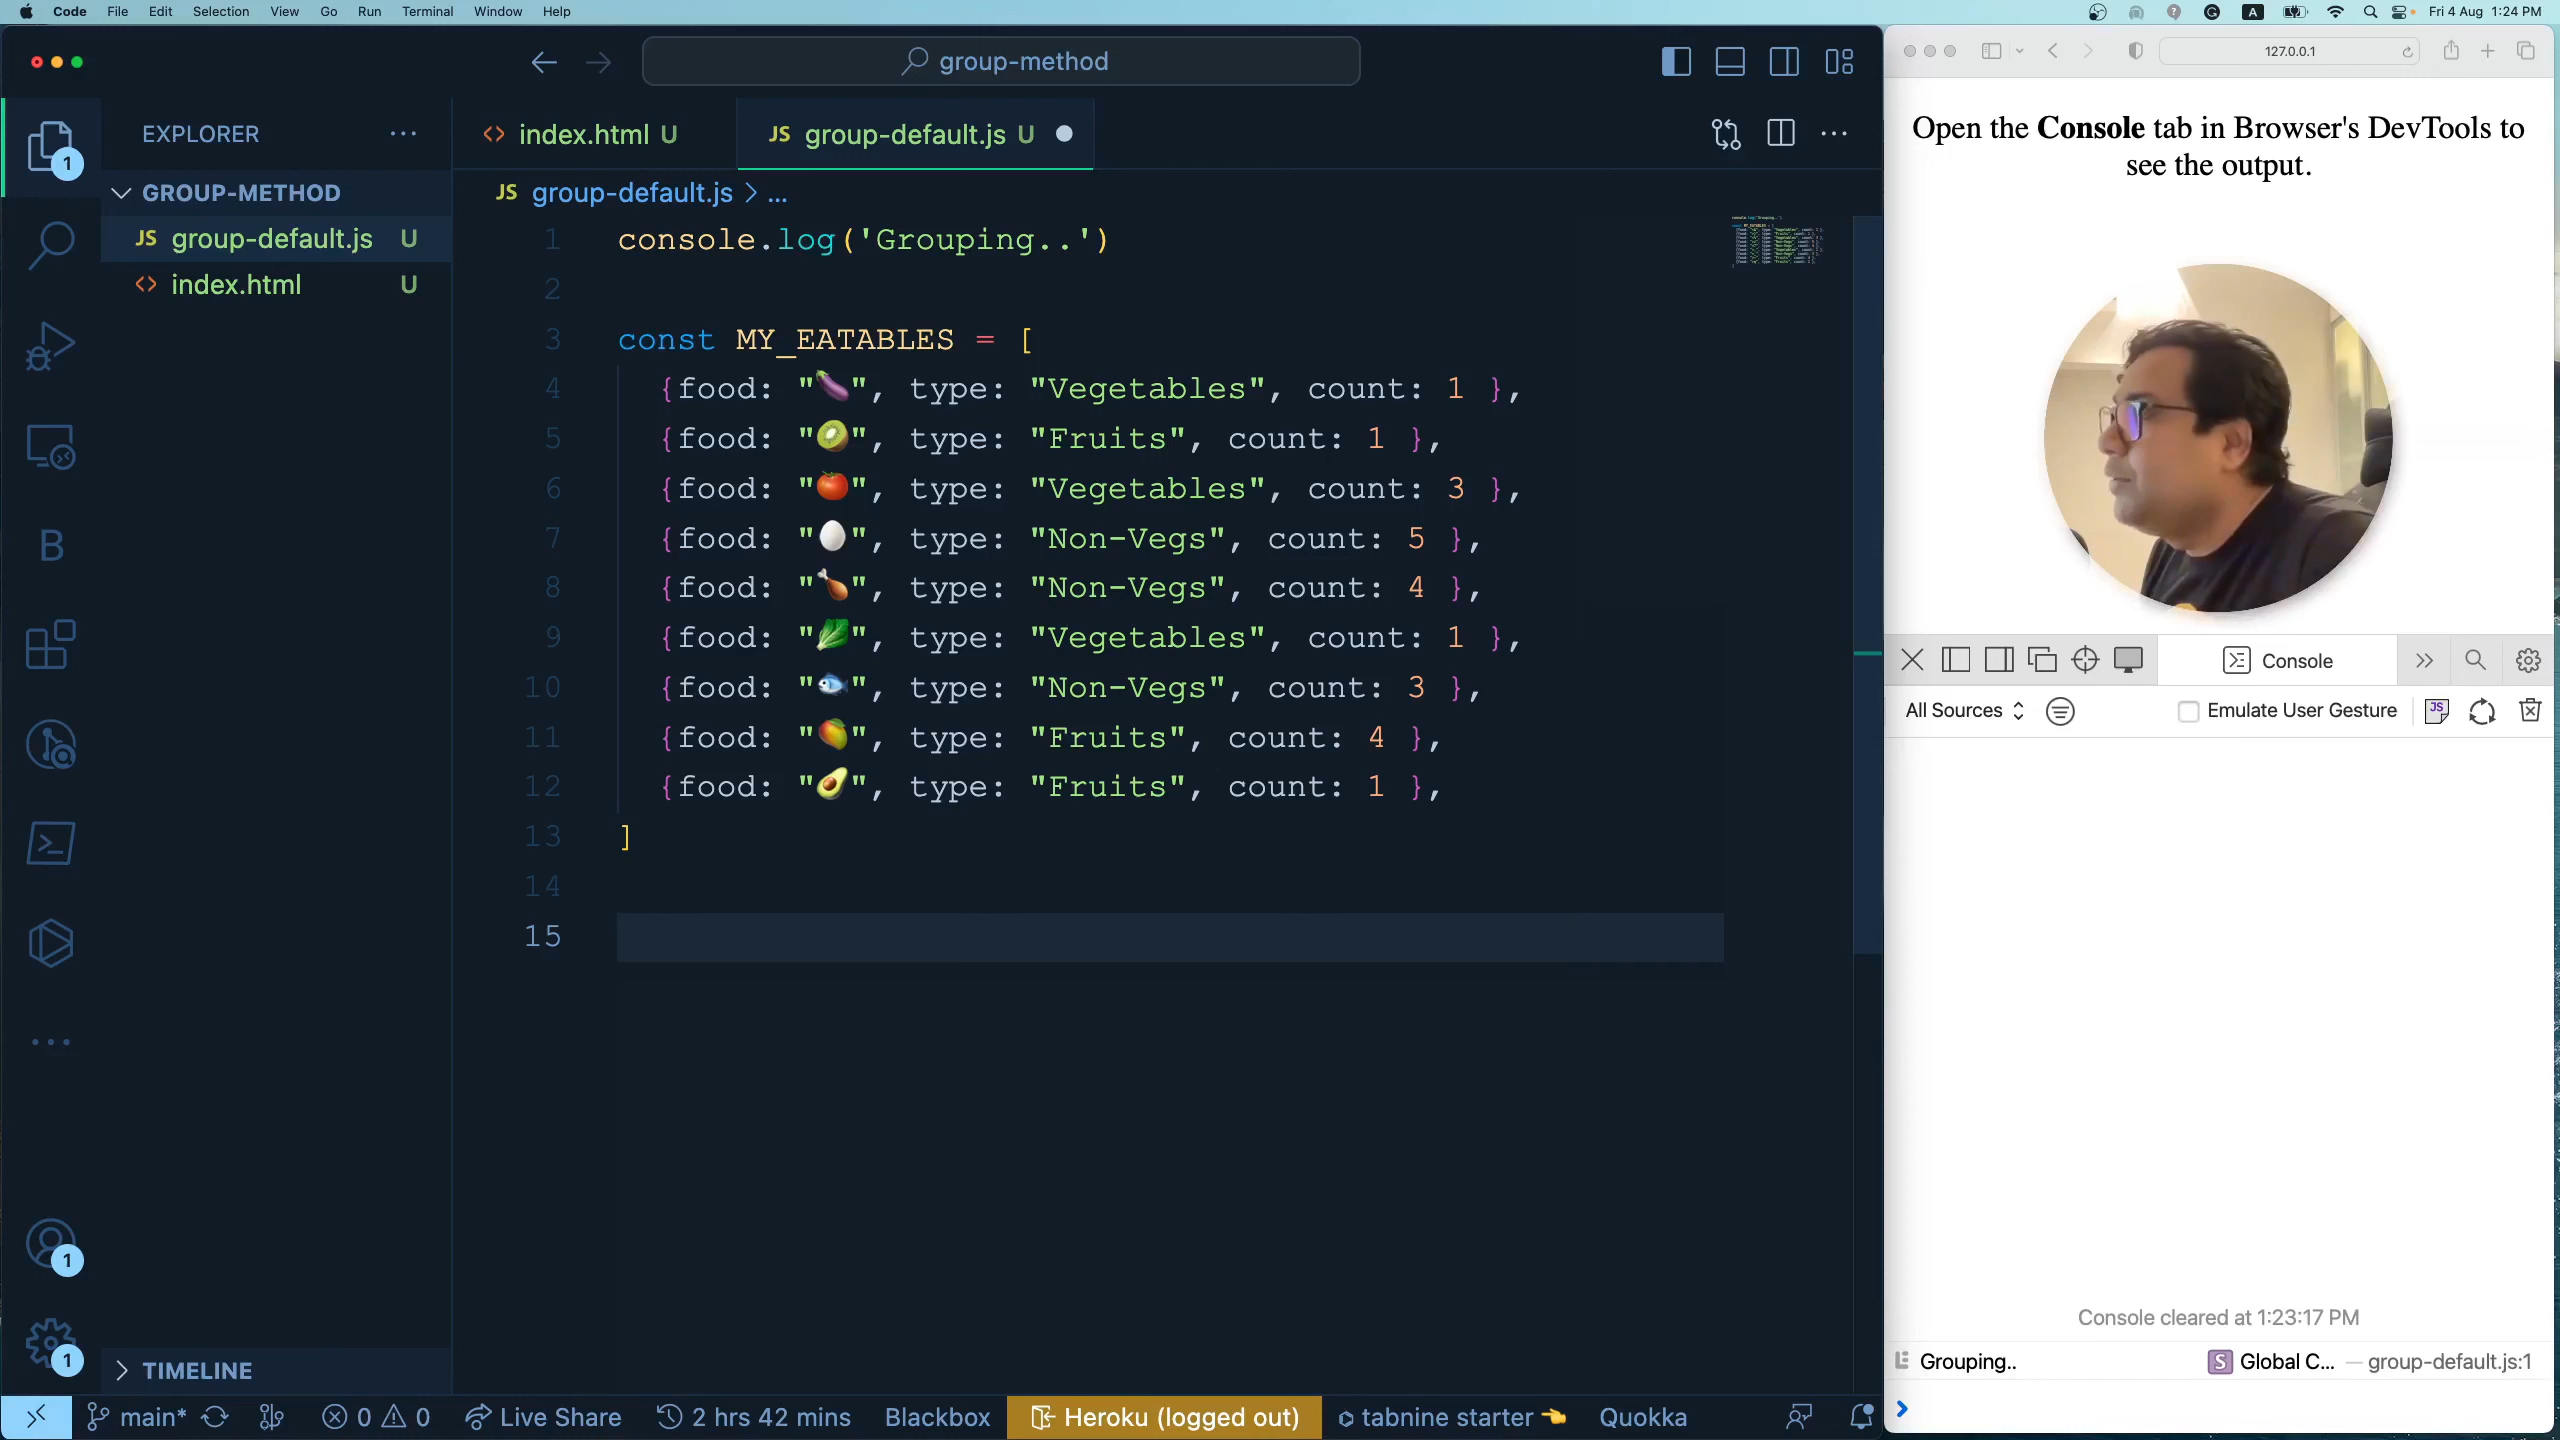 Code File Edit Selection View Go Run Terminal Window Help
A Fri 4 Aug 1:24 PM
group-method
127.0.0.1
EXPLORER
GROUP-METHOD
JS group-default.js U
index.html U
index.html U
JS group-default.js U
JS group-default.js > ...
1 console.log('Grouping..')
2
3 const MY_EATABLES = [
4 {food: "🍆", type: "Vegetables", count: 1 },
5 {food: "🥝", type: "Fruits", count: 1 },
6 {food: "🍅", type: "Vegetables", count: 3 },
7 {food: "🥚", type: "Non-Vegs", count: 5 },
8 {food: "🍗", type: "Non-Vegs", count: 4 },
9 {food: "🥬", type: "Vegetables", count: 1 },
10 {food: "🐟", type: "Non-Vegs", count: 3 },
11 {food: "🥭", type: "Fruits", count: 4 },
12 {food: "🥑", type: "Fruits", count: 1 },
13 ]
14
15
1
B
1
1
TIMELINE
Open the Console tab in Browser's DevTools to
see the output.
Console
All Sources
Emulate User Gesture
JS
Console cleared at 1:23:17 PM
Grouping.. S Global C... — group-default.js:1
main* 0 0 Live Share 2 hrs 42 mins Blackbox Heroku (logged out) tabnine starter 👈 Quokka